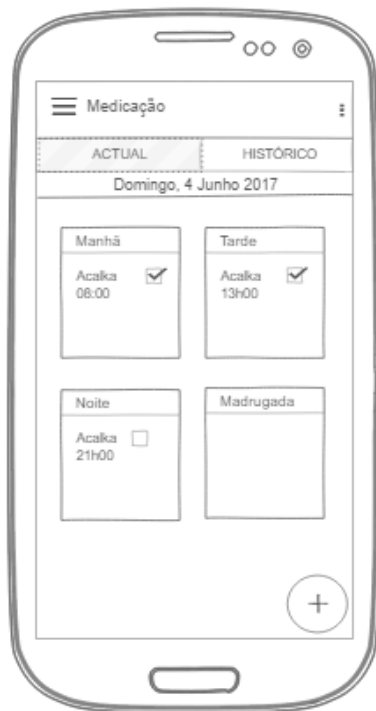 Medicação
ACTUAL HISTÓRICO
Domingo, 4 Junho 2017
Manhã
Acalka
08:00
Tarde
Acalka
13h00
Noite
Acalka
21h00
Madrugada
+